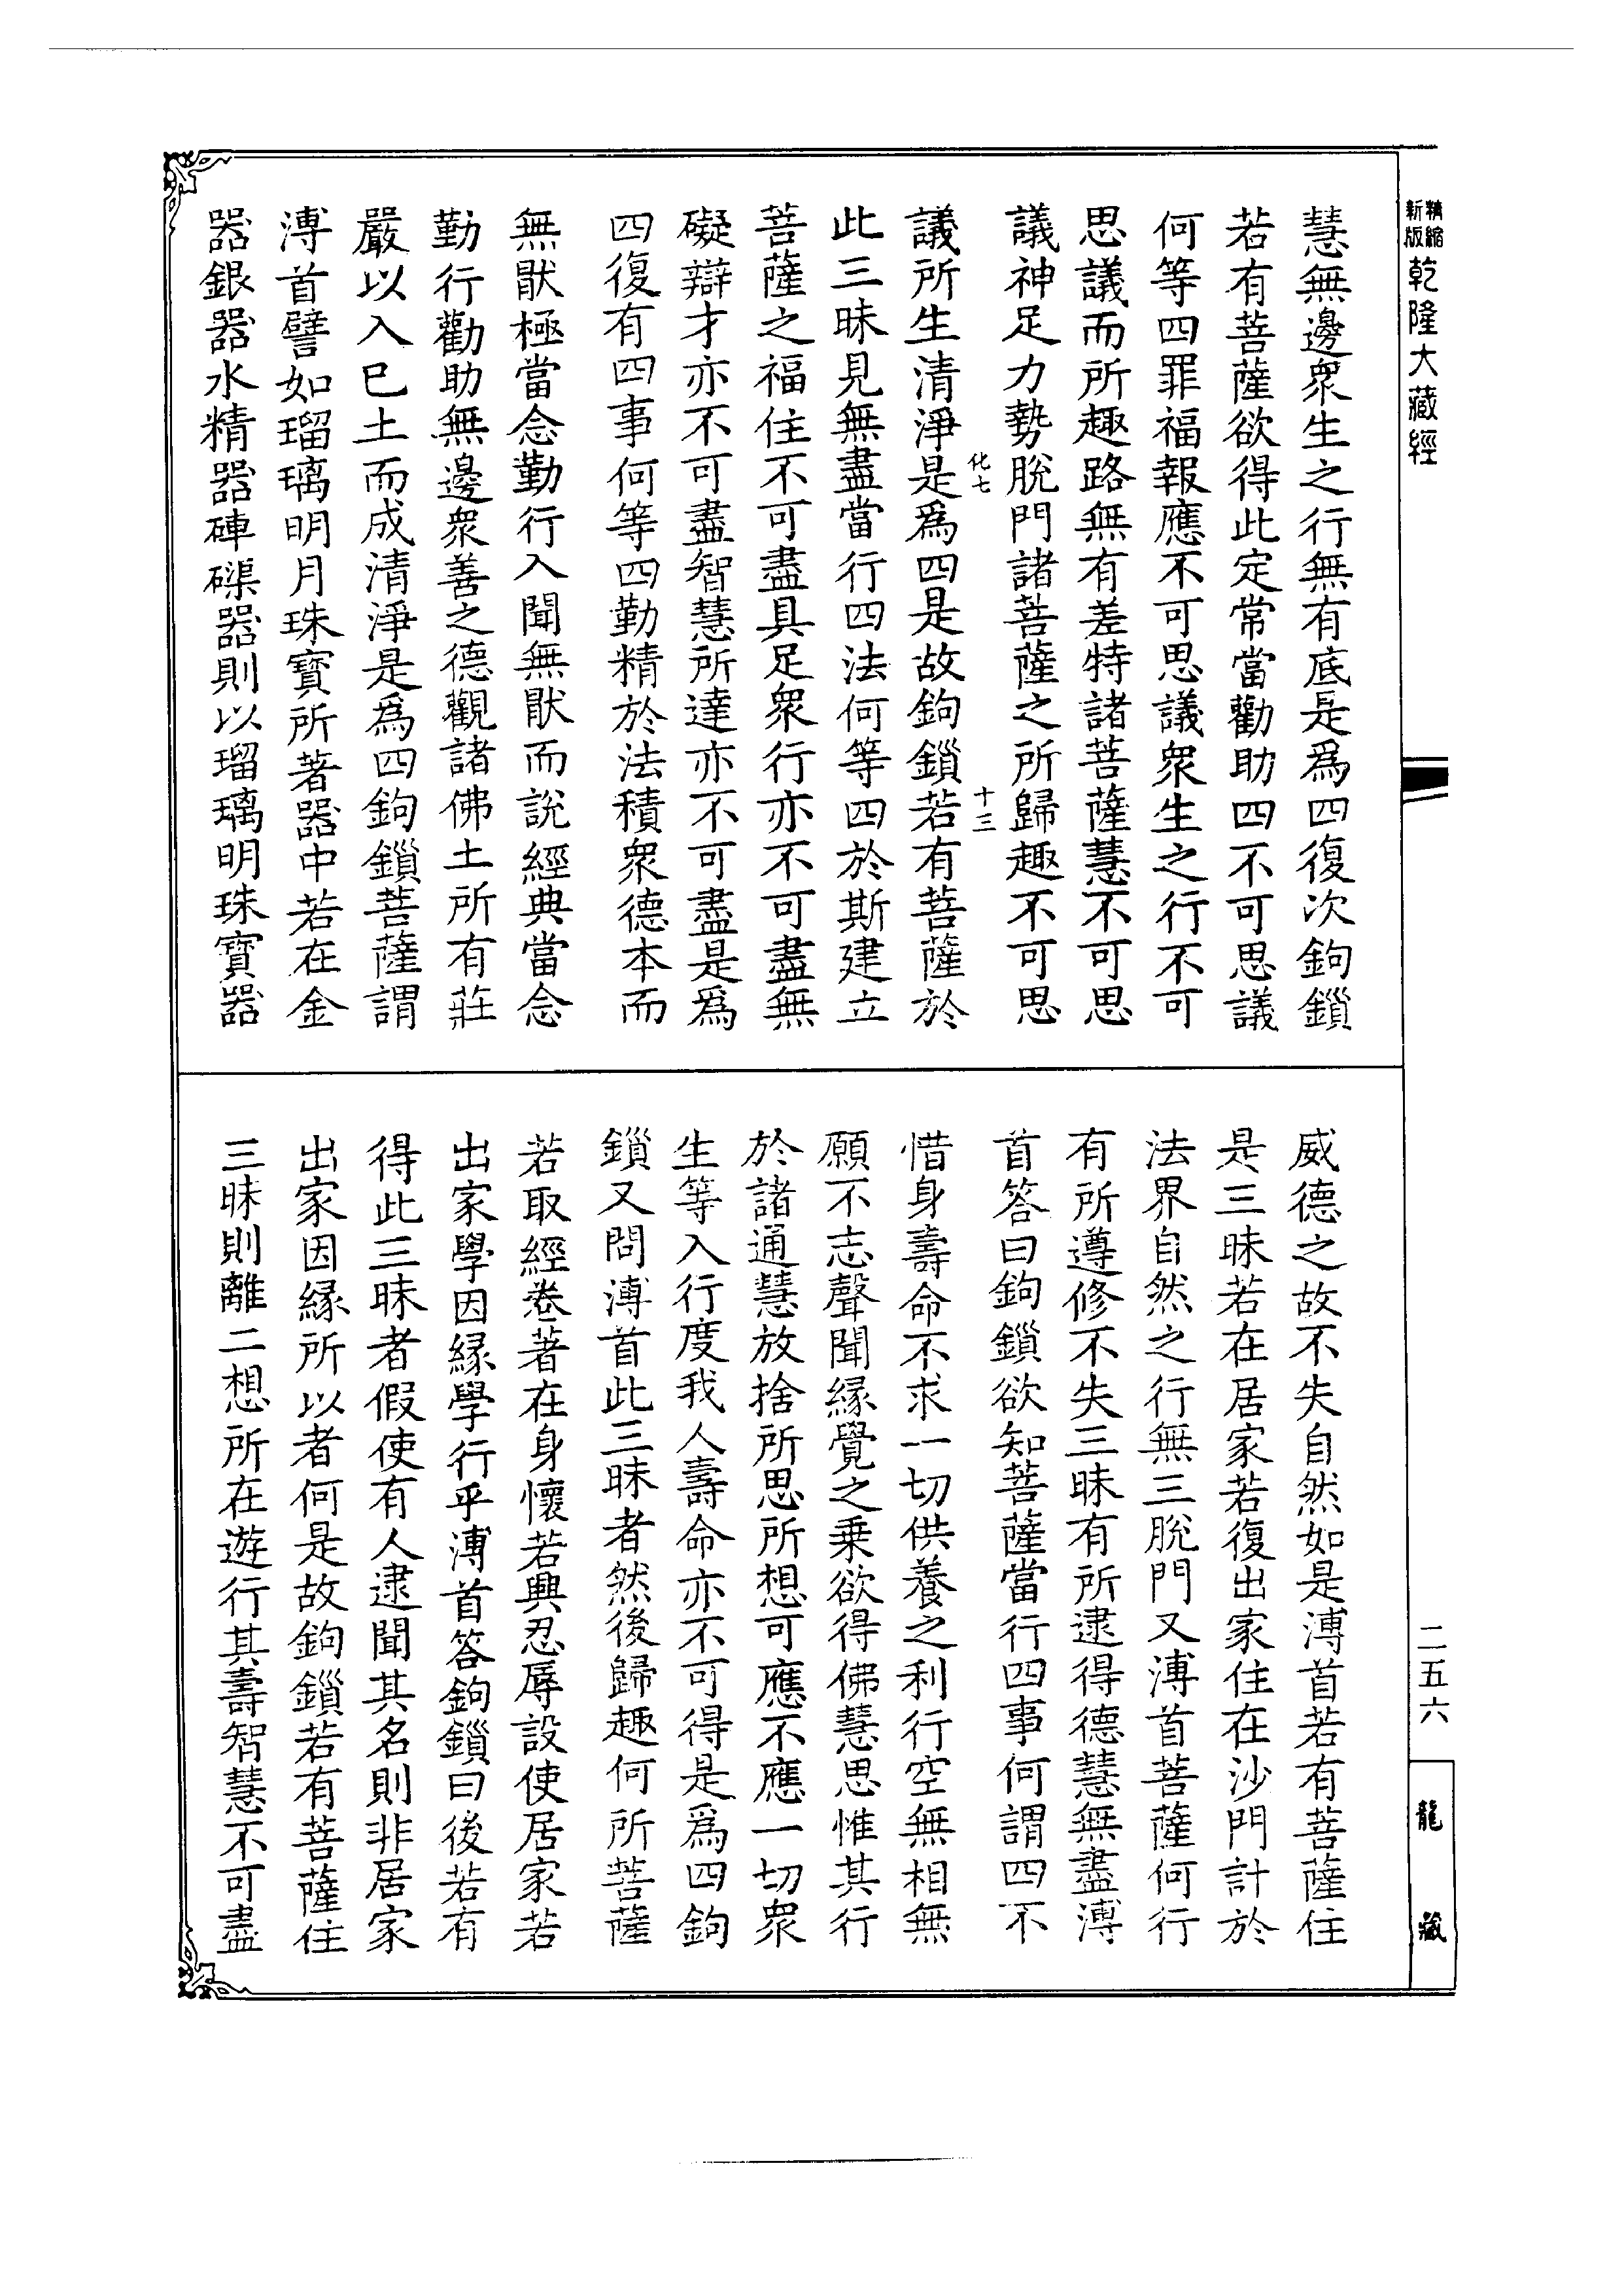 新版精縮
乾隆大藏經
慧無邊眾生之行無有底是爲四復次鉤鎖
若有菩薩欲得此定常當勸助四不可思議
何等四罪福報應不可思議眾生之行不可
思議而所趣路無有差特諸菩薩慧不可思
議神足力勢脫門諸菩薩之所歸趣不可思
化七
十三
議所生清淨是爲四是故鉤鎖若有菩薩於
此三昧見無盡當行四法何等四於斯建立
菩薩之福住不可盡具足眾行亦不可盡無
礙辯才亦不可盡智慧所達亦不可盡是爲
四復有四事何等四勤精於法積眾德本而
無猒極當念勤行入聞無猒而說經典當念
勤行勸助無邊眾善之德觀諸佛土所有莊
嚴以入巳土而成清淨是爲四鉤鎖菩薩謂
溥首譬如瑠璃明月珠寶所著器中若在金
器銀器水精器硨磲器則以瑠璃明珠寶器
威德之故不失自然如是溥首若有菩薩住
是三昧若在居家若復出家住在沙門計於
法界自然之行無三脫門又溥首菩薩何行
有所遵修不失三昧有所逮得德慧無盡溥
首答曰鉤鎖欲知菩薩當行四事何謂四不
惜身壽命不求一切供養之利行空無相無
願不志聲聞緣覺之乗欲得佛慧思惟其行
於諸通慧放捨所思所想可應不應一切眾
生等入行度我人壽命亦不可得是爲四鉤
鎖又問溥首此三昧者然後歸趣何所菩薩
若取經卷著在身懷若興忍辱設使居家若
出家學因緣學行乎溥首答鉤鎖曰後若有
得此三昧者假使有人逮聞其名則非居家
出家因緣所以者何是故鉤鎖若有菩薩住
三昧則離二想所在遊行其壽智慧不可盡
二五六
龍藏